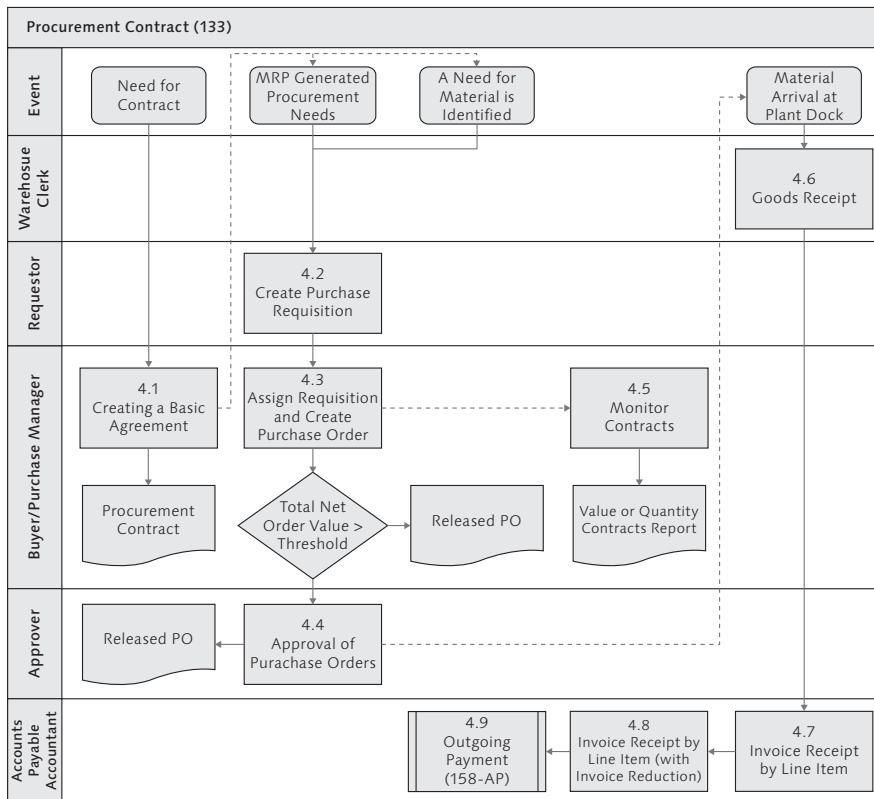 Procurement Contract (133)
Event
Need for
Contract
MRP Generated
Procurement
Needs
A Need for
Material is
Identified
Material
Arrival at
Plant Dock
Warehosue
Clerk
4.6
Goods Receipt
Requestor
4.2
Create Purchase
Requisition
Buyer/Purchase Manager
4.1
Creating a Basic
Agreement
4.3
Assign Requisition
and Create
Purchase Order
4.5
Monitor
Contracts
Procurement
Contract
Total Net
Order Value >
Threshold
Released PO
Value or Quantity
Contracts Report
Approver
Released PO
4.4
Approval of
Purachase Orders
Accounts
Payable
Accountant
4.9
Outgoing
Payment
(158-AP)
4.8
Invoice Receipt by
Line Item (with
Invoice Reduction)
4.7
Invoice Receipt
by Line Item